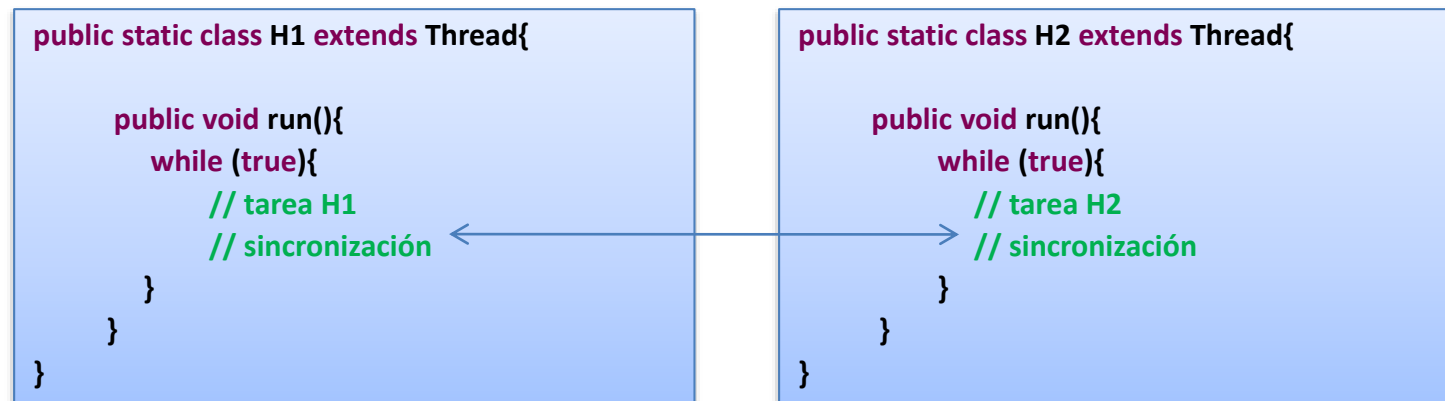 public static class H1 extends Thread{
public void run(){
while (true){
// tarea H1
// sincronización
}
}
}
public static class H2 extends Thread{
public void run(){
while (true){
// tarea H2
// sincronización
}
}
}